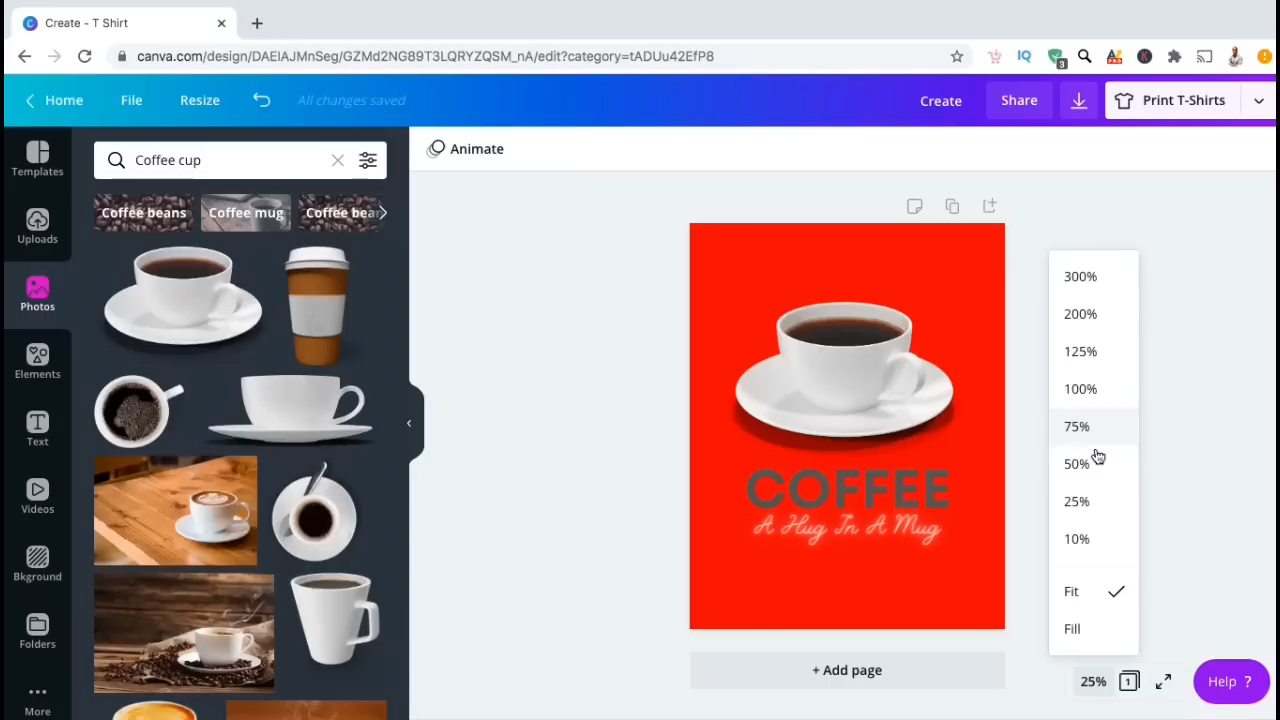 Create - T Shirt
canva.com/design/DAEIAJMnSeg/GZMd2NG89T3LQRYZQSM_nA/edit?category=tADUu42EfP8
IQ
3
PRO
K
Home
File
Resize
All changes saved
Create
Share
Print T-Shirts
Templates
Uploads
Photos
Elements
Text
Videos
Bkground
Folders
More
Coffee cup
Coffee beans
Coffee mug
Coffee bea
Animate
COFFEE
A Hug In A Mug
300%
200%
125%
100%
75%
50%
25%
10%
Fit
Fill
+ Add page
25%
1
Help ?